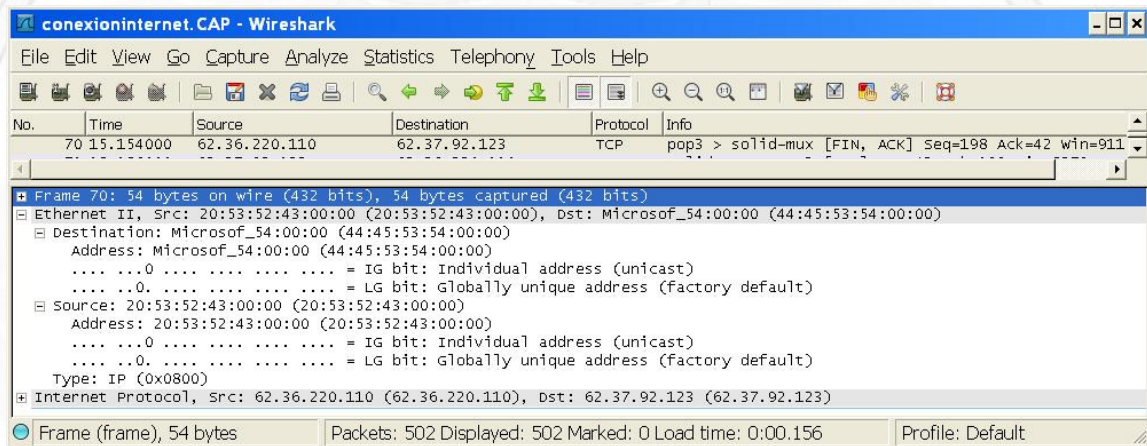 conexioninternet.CAP - Wireshark
File Edit View Go Capture Analyze Statistics Telephony Tools Help
No. Time Source Destination Protocol Info
70 15.154000 62.36.220.110 62.37.92.123 TCP pop3 > solid-mux [FIN, ACK] Seq=198 Ack=42 Win=911
Frame 70: 54 bytes on wire (432 bits), 54 bytes captured (432 bits)
Ethernet II, Src: 20:53:52:43:00:00 (20:53:52:43:00:00), Dst: Microsof_54:00:00 (44:45:53:54:00:00)
Destination: Microsof_54:00:00 (44:45:53:54:00:00)
Address: Microsof_54:00:00 (44:45:53:54:00:00)
.... ...0 .... .... .... .... = IG bit: Individual address (unicast)
.... ..0. .... .... .... .... = LG bit: Globally unique address (factory default)
Source: 20:53:52:43:00:00 (20:53:52:43:00:00)
Address: 20:53:52:43:00:00 (20:53:52:43:00:00)
.... ...0 .... .... .... .... = IG bit: Individual address (unicast)
.... ..0. .... .... .... .... = LG bit: Globally unique address (factory default)
Type: IP (0x0800)
Internet Protocol, Src: 62.36.220.110 (62.36.220.110), Dst: 62.37.92.123 (62.37.92.123)
Frame (frame), 54 bytes Packets: 502 Displayed: 502 Marked: 0 Load time: 0:00.156 Profile: Default